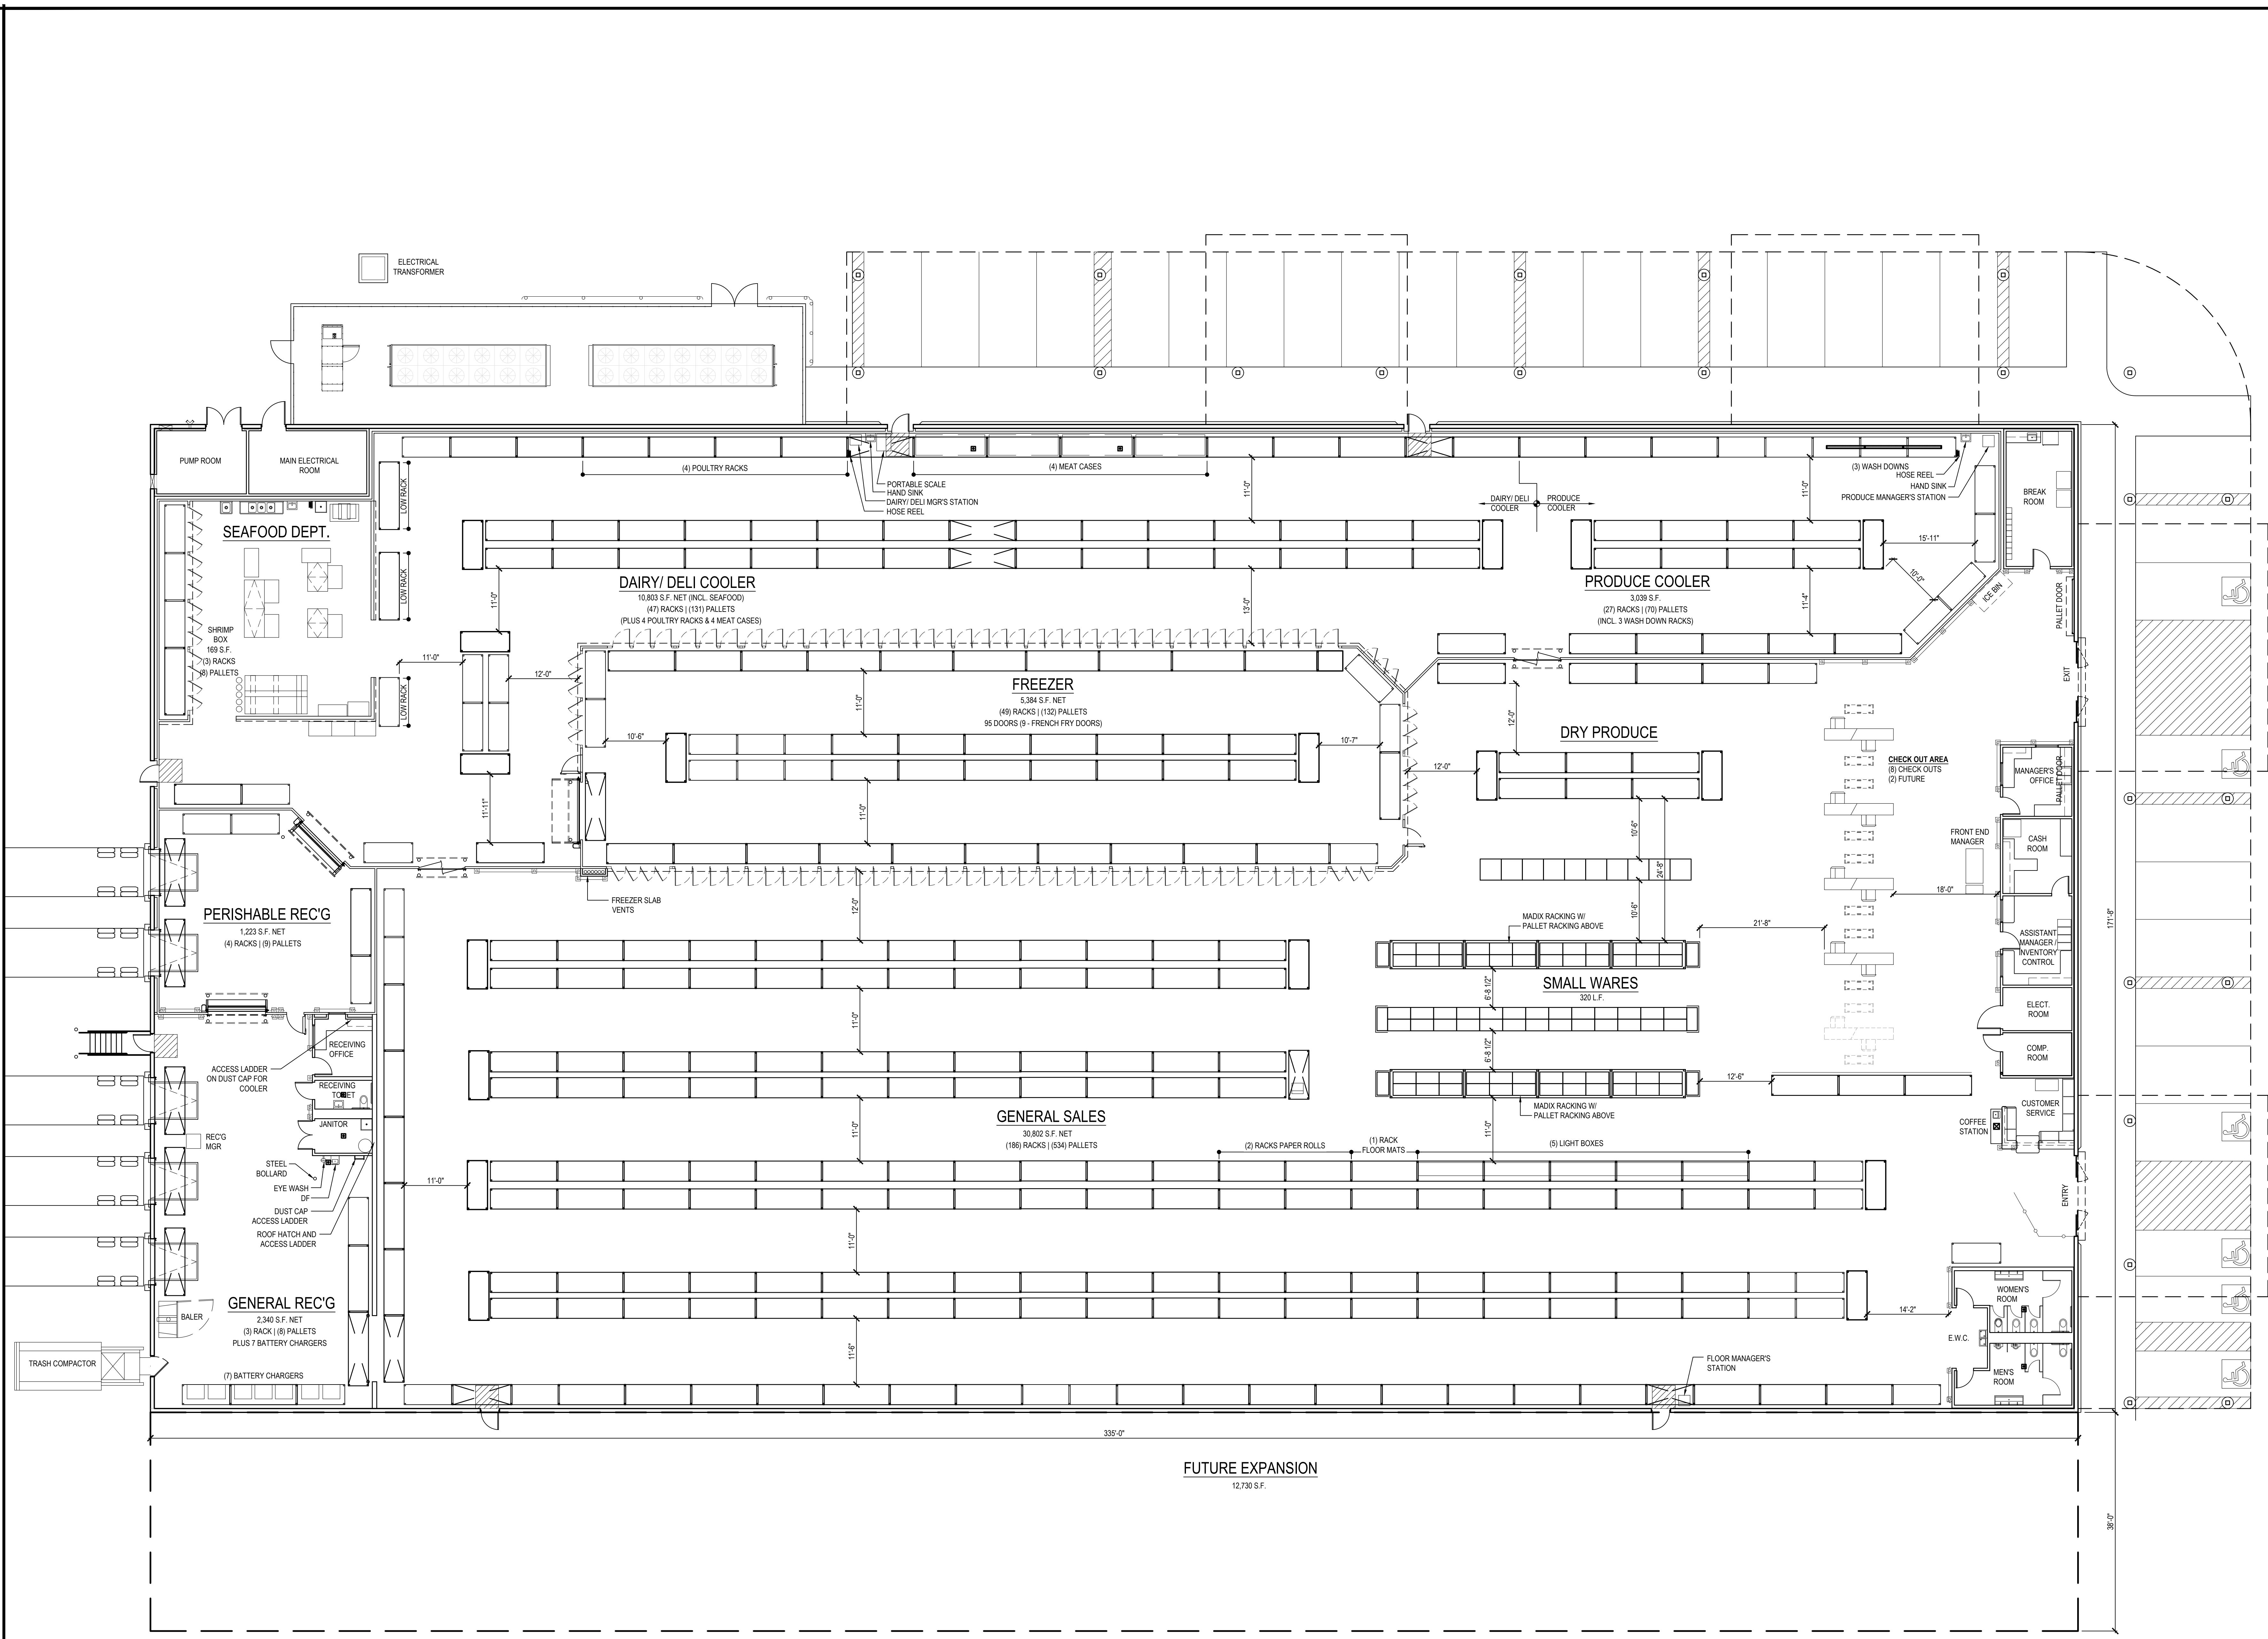 ELECTRICAL
TRANSFORMER
PUMP ROOM
MAIN ELECTRICAL
ROOM
(4) POULTRY RACKS
(4) MEAT CASES
PORTABLE SCALE
HAND SINK
DAIRY/ DELI MGR'S STATION
HOSE REEL
11'-0"
DAIRY/ DELI
COOLER
PRODUCE
COOLER
11'-0"
(3) WASH DOWNS
HOSE REEL
HAND SINK
PRODUCE MANAGER'S STATION
BREAK
ROOM
LOW RACK
SEAFOOD DEPT.
LOW RACK
SHRIMP
BOX
169 S.F.
(3) RACKS
(8) PALLETS
LOW RACK
11'-0"
11'-0"
12'-0"
DAIRY/ DELI COOLER
10,803 S.F. NET (INCL. SEAFOOD)
(47) RACKS | (131) PALLETS
(PLUS 4 POULTRY RACKS & 4 MEAT CASES)
13'-0"
PRODUCE COOLER
3,039 S.F.
(27) RACKS | (70) PALLETS
(INCL. 3 WASH DOWN RACKS)
11'-4"
15'-11"
10'-0"
ICE BIN
PALLET DOOR
EXIT
FREEZER
5,384 S.F. NET
(49) RACKS | (132) PALLETS
95 DOORS (9 - FRENCH FRY DOORS)
11'-0"
10'-6"
10'-7"
11'-0"
11'-11"
12'-0"
12'-0"
DRY PRODUCE
CHECK OUT AREA
(8) CHECK OUTS
(2) FUTURE
MANAGER'S
OFFICE
PALLET DOOR
10'-6"
24'-8"
10'-6"
FRONT END
MANAGER
CASH
ROOM
18'-0"
171'-8"
FREEZER SLAB
VENTS
12'-0"
PERISHABLE REC'G
1,223 S.F. NET
(4) RACKS | (9) PALLETS
MADIX RACKING W/
PALLET RACKING ABOVE
21'-8"
ASSISTANT
MANAGER /
INVENTORY
CONTROL
6'-8 1/2"
SMALL WARES
320 L.F.
6'-8 1/2"
11'-0"
ELECT.
ROOM
COMP.
ROOM
RECEIVING
OFFICE
ACCESS LADDER
ON DUST CAP FOR
COOLER
RECEIVING
TOILET
JANITOR
REC'G
MGR
STEEL
BOLLARD
EYE WASH
DF
DUST CAP
ACCESS LADDER
ROOF HATCH AND
ACCESS LADDER
12'-6"
MADIX RACKING W/
PALLET RACKING ABOVE
GENERAL SALES
30,802 S.F. NET
(186) RACKS | (534) PALLETS
11'-0"
11'-0"
(2) RACKS PAPER ROLLS
(1) RACK
FLOOR MATS
(5) LIGHT BOXES
COFFEE
STATION
CUSTOMER
SERVICE
11'-0"
ENTRY
11'-0"
GENERAL REC'G
2,340 S.F. NET
(3) RACK | (8) PALLETS
PLUS 7 BATTERY CHARGERS
BALER
TRASH COMPACTOR
(7) BATTERY CHARGERS
11'-6"
14'-2"
WOMEN'S
ROOM
E.W.C.
MEN'S
ROOM
FLOOR MANAGER'S
STATION
335'-0"
FUTURE EXPANSION
12,730 S.F.
38'-0"